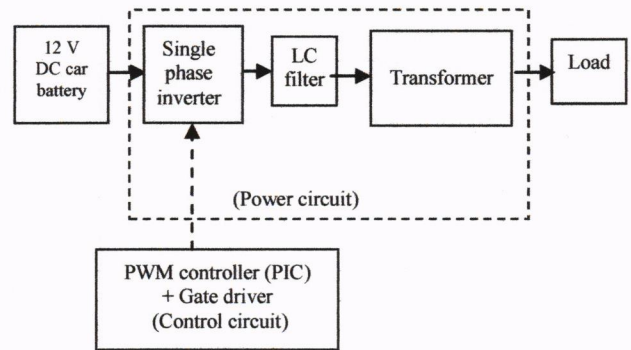 12 V
DC car
battery
Single
phase
inverter
LC
filter
Transformer
Load
(Power circuit)
PWM controller (PIC)
+ Gate driver
(Control circuit)